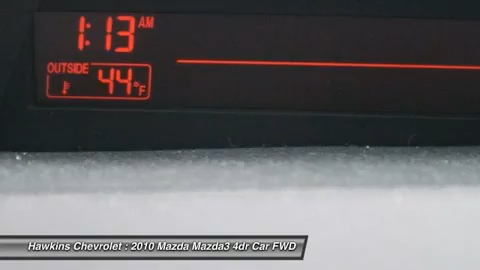 1:13 AM
OUTSIDE
44°F
Hawkins Chevrolet : 2010 Mazda Mazda3 4dr Car FWD